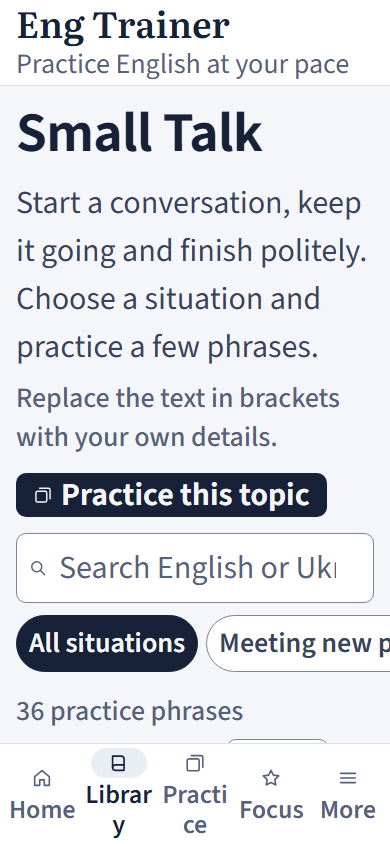 Eng Trainer
Practice English at your pace
Small Talk
Start a conversation, keep
it going and finish politely.
Choose a situation and
practice a few phrases.
Replace the text in brackets
with your own details.
Practice this topic
Search English or Ukr
All situations
Meeting new p
36 practice phrases
Home
Librar
y
Practi
ce
Focus
More